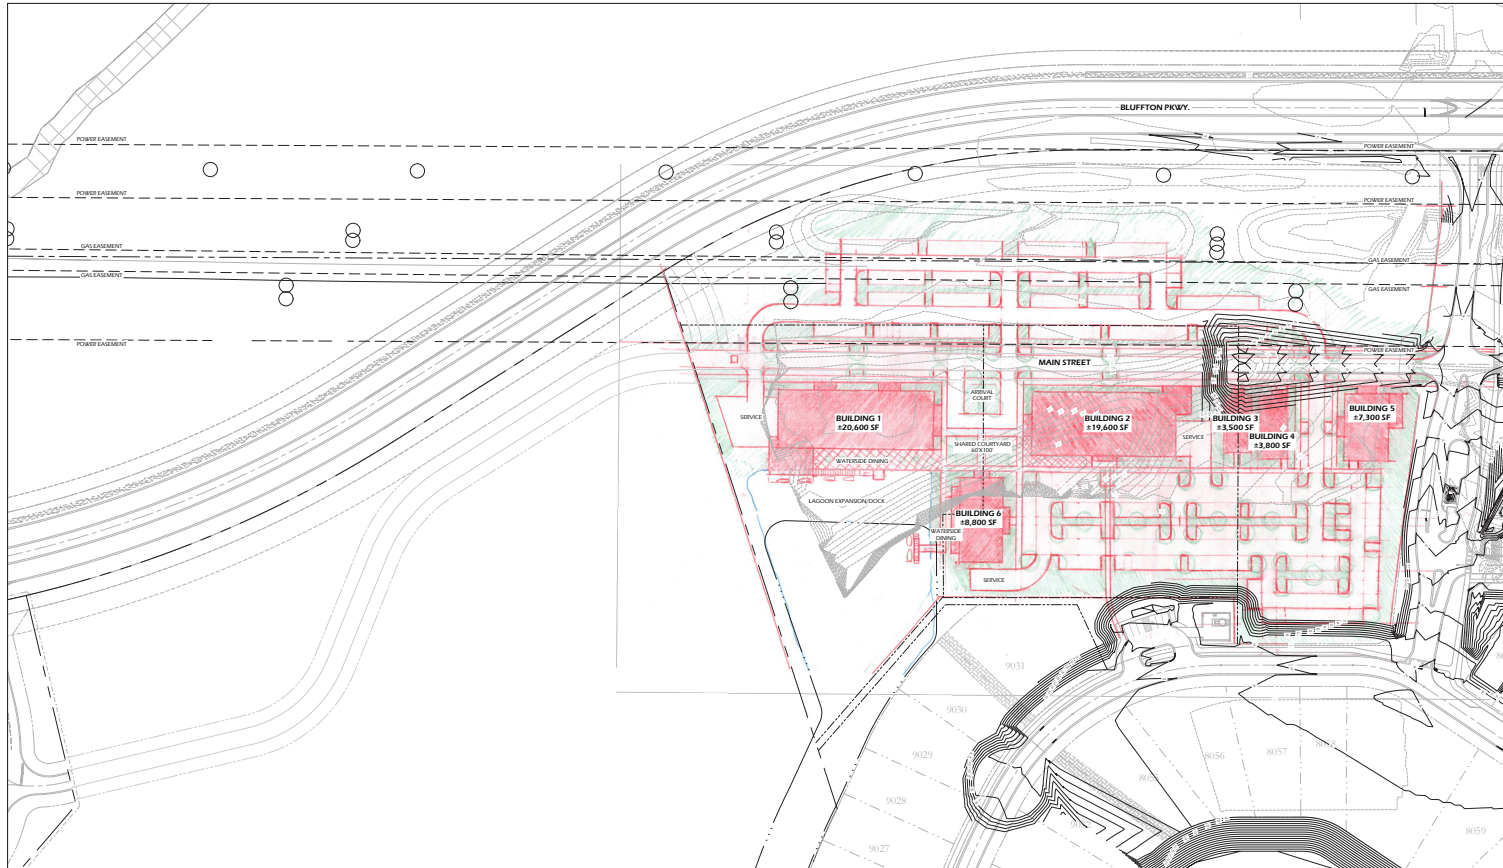 BLUFFTON PKWY.
POWER EASEMENT
POWER EASEMENT
POWER EASEMENT
POWER EASEMENT
GAS EASEMENT
GAS EASEMENT
GAS EASEMENT
GAS EASEMENT
POWER EASEMENT
POWER EASEMENT
MAIN STREET
ARRIVAL
COURT
SERVICE
BUILDING 1
±20,600 SF
BUILDING 2
±19,600 SF
BUILDING 3
±3,500 SF
BUILDING 4
±3,800 SF
BUILDING 5
±7,300 SF
SERVICE
SHARED COURTYARD
60'X100'
WATERSIDE DINING
LAGOON EXPANSION/DOCK
BUILDING 6
±8,800 SF
WATERSIDE
DINING
SERVICE
9031
9030
9029
9028
9027
8055
8056
8057
8058
8059